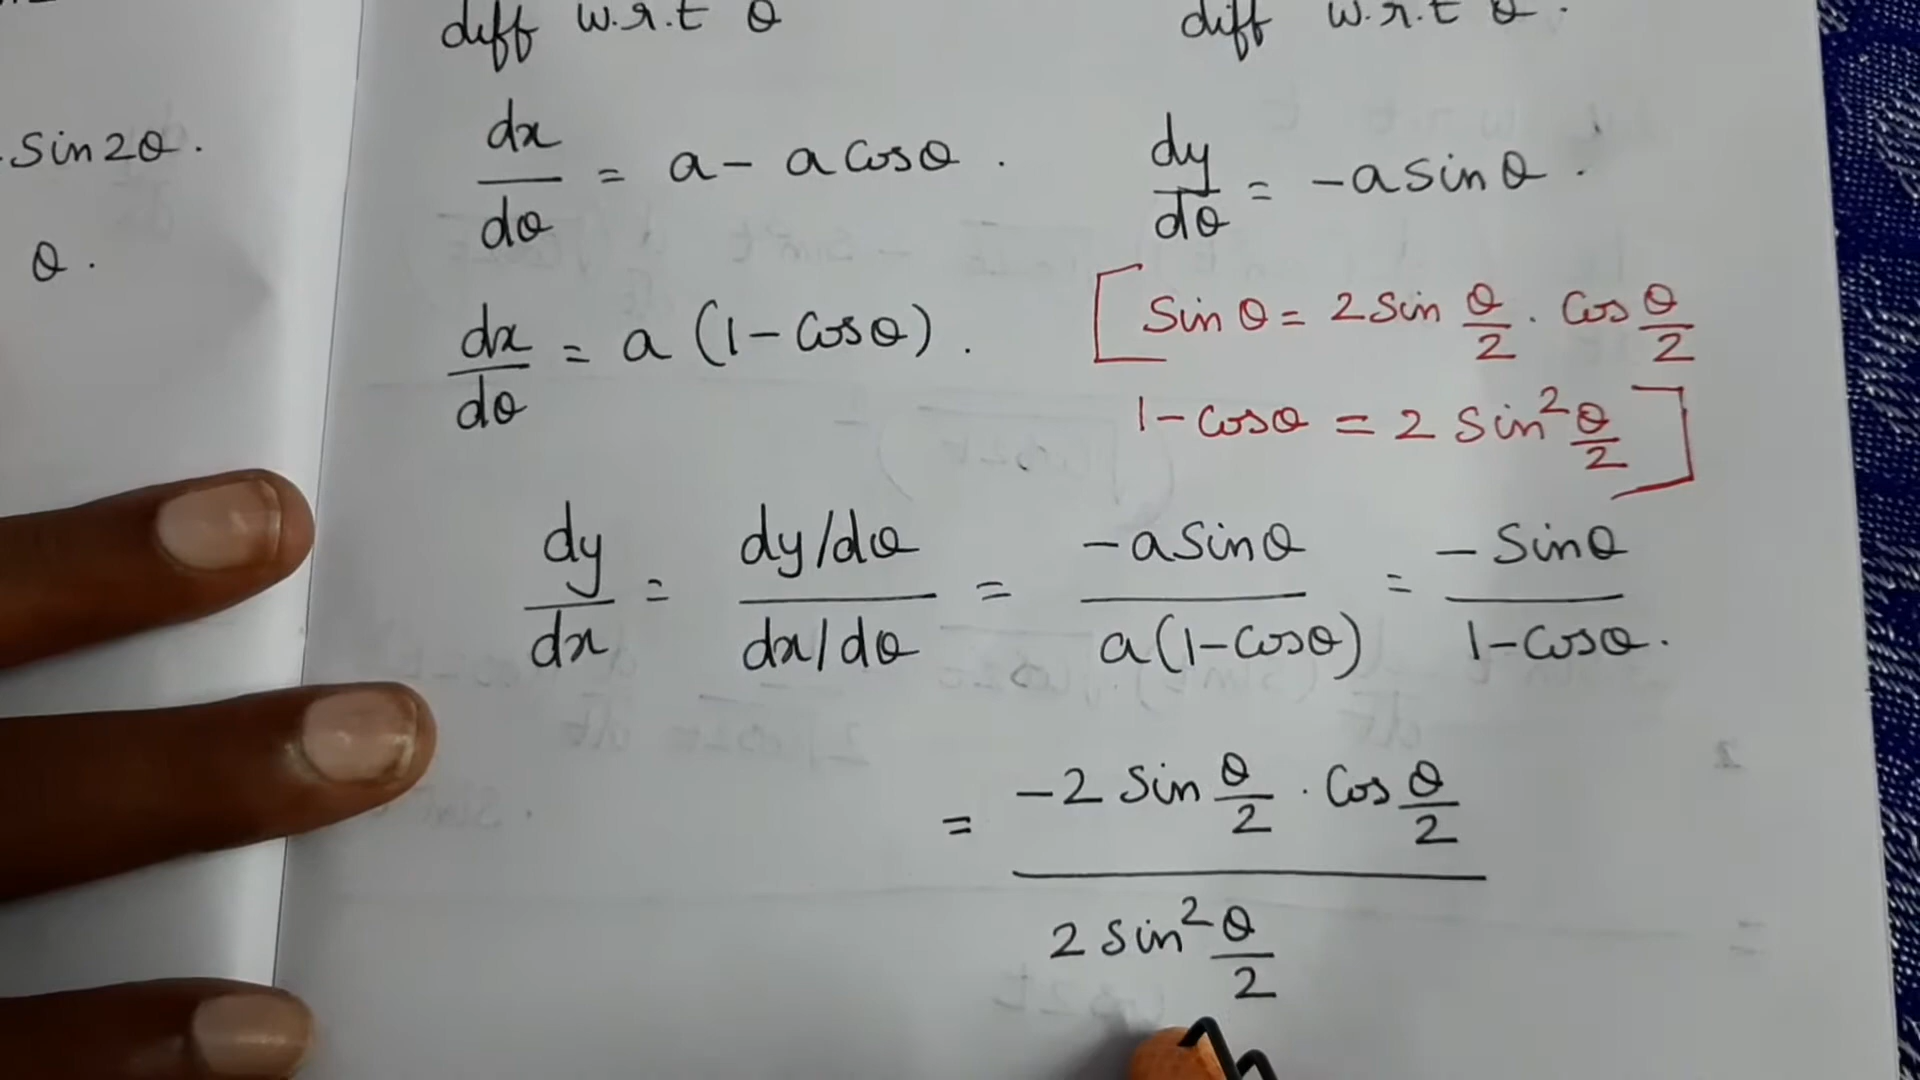 diff w.r.t θ
diff w.r.t θ.
sin2θ.
θ.
dx/dθ = a - a cosθ.
dy/dθ = -a sinθ.
dx/dθ = a (1 - cosθ).
[sin θ = 2 sin θ/2 . cos θ/2
1 - cosθ = 2 sin² θ/2]
dy/dx = dy/dθ / dx/dθ = -a sinθ / a(1-cosθ) = - sinθ / 1-cosθ.
= -2 sin θ/2 . cos θ/2 / 2 sin² θ/2